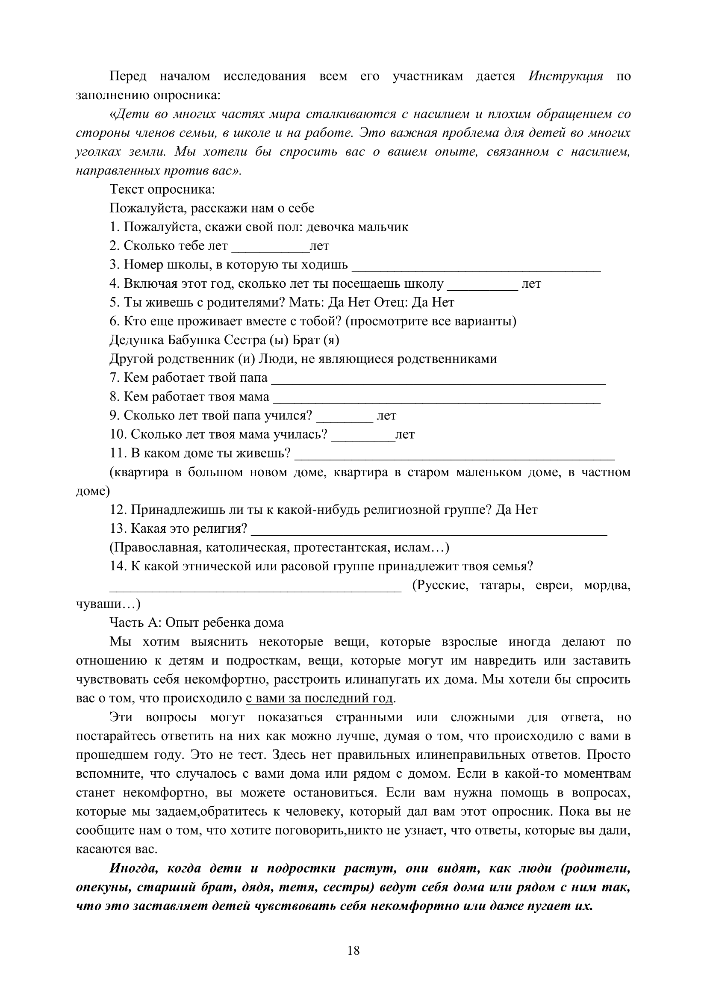 Перед началом исследования всем его участникам дается Инструкция по
заполнению опросника:
«Дети во многих частях мира сталкиваются с насилием и плохим обращением со
стороны членов семьи, в школе и на работе. Это важная проблема для детей во многих
уголках земли. Мы хотели бы спросить вас о вашем опыте, связанном с насилием,
направленных против вас».
Текст опросника:
Пожалуйста, расскажи нам о себе
1. Пожалуйста, скажи свой пол: девочка мальчик
2. Сколько тебе лет ___________лет
3. Номер школы, в которую ты ходишь ___________________________________
4. Включая этот год, сколько лет ты посещаешь школу __________ лет
5. Ты живешь с родителями? Мать: Да Нет Отец: Да Нет
6. Кто еще проживает вместе с тобой? (просмотрите все варианты)
Дедушка Бабушка Сестра (ы) Брат (я)
Другой родственник (и) Люди, не являющиеся родственниками
7. Кем работает твой папа _______________________________________________
8. Кем работает твоя мама ______________________________________________
9. Сколько лет твой папа учился? ________ лет
10. Сколько лет твоя мама училась? _________лет
11. В каком доме ты живешь? _____________________________________________
(квартира в большом новом доме, квартира в старом маленьком доме, в частном
доме)
12. Принадлежишь ли ты к какой-нибудь религиозной группе? Да Нет
13. Какая это религия? __________________________________________________
(Православная, католическая, протестантская, ислам…)
14. К какой этнической или расовой группе принадлежит твоя семья?
_________________________________________ (Русские, татары, евреи, мордва,
чуваши…)
Часть А: Опыт ребенка дома
Мы хотим выяснить некоторые вещи, которые взрослые иногда делают по
отношению к детям и подросткам, вещи, которые могут им навредить или заставить
чувствовать себя некомфортно, расстроить илинапугать их дома. Мы хотели бы спросить
вас о том, что происходило с вами за последний год.
Эти вопросы могут показаться странными или сложными для ответа, но
постарайтесь ответить на них как можно лучше, думая о том, что происходило с вами в
прошедшем году. Это не тест. Здесь нет правильных илинеправильных ответов. Просто
вспомните, что случалось с вами дома или рядом с домом. Если в какой-то моментвам
станет некомфортно, вы можете остановиться. Если вам нужна помощь в вопросах,
которые мы задаем,обратитесь к человеку, который дал вам этот опросник. Пока вы не
сообщите нам о том, что хотите поговорить,никто не узнает, что ответы, которые вы дали,
касаются вас.
Иногда, когда дети и подростки растут, они видят, как люди (родители,
опекуны, старший брат, дядя, тетя, сестры) ведут себя дома или рядом с ним так,
что это заставляет детей чувствовать себя некомфортно или даже пугает их.
18